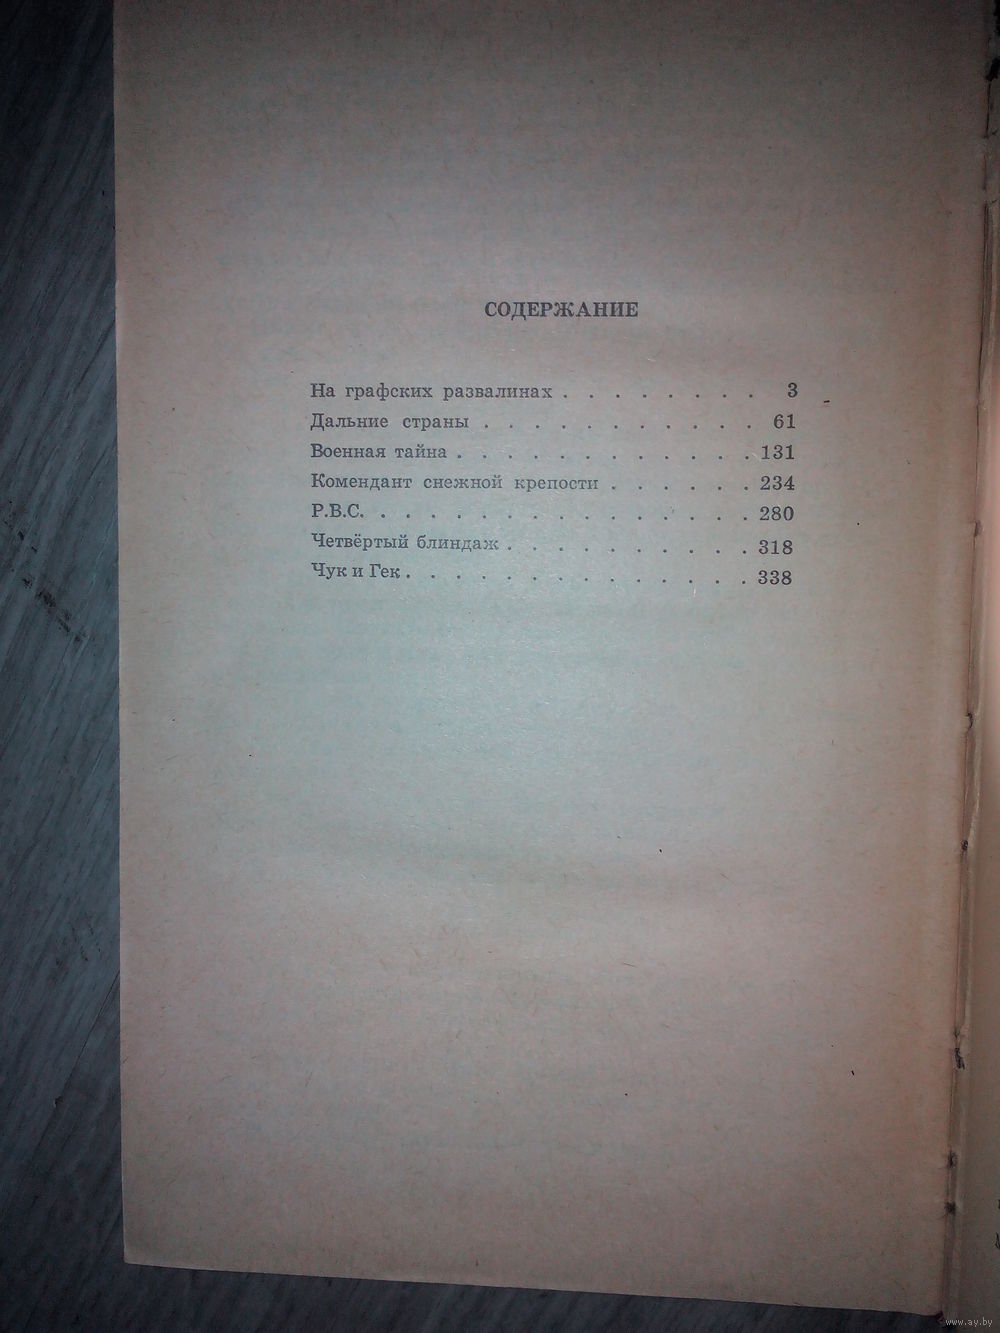 СОДЕРЖАНИЕ
На графских развалинах . . . . . . . . 3
Дальние страны . . . . . . . . . . . 61
Военная тайна . . . . . . . . . . . . 131
Комендант снежной крепости . . . . . . 234
Р.В.С. . . . . . . . . . . . . . . . 280
Четвёртый блиндаж . . . . . . . . . . 318
Чук и Гек . . . . . . . . . . . . . . 338
www.ay.by